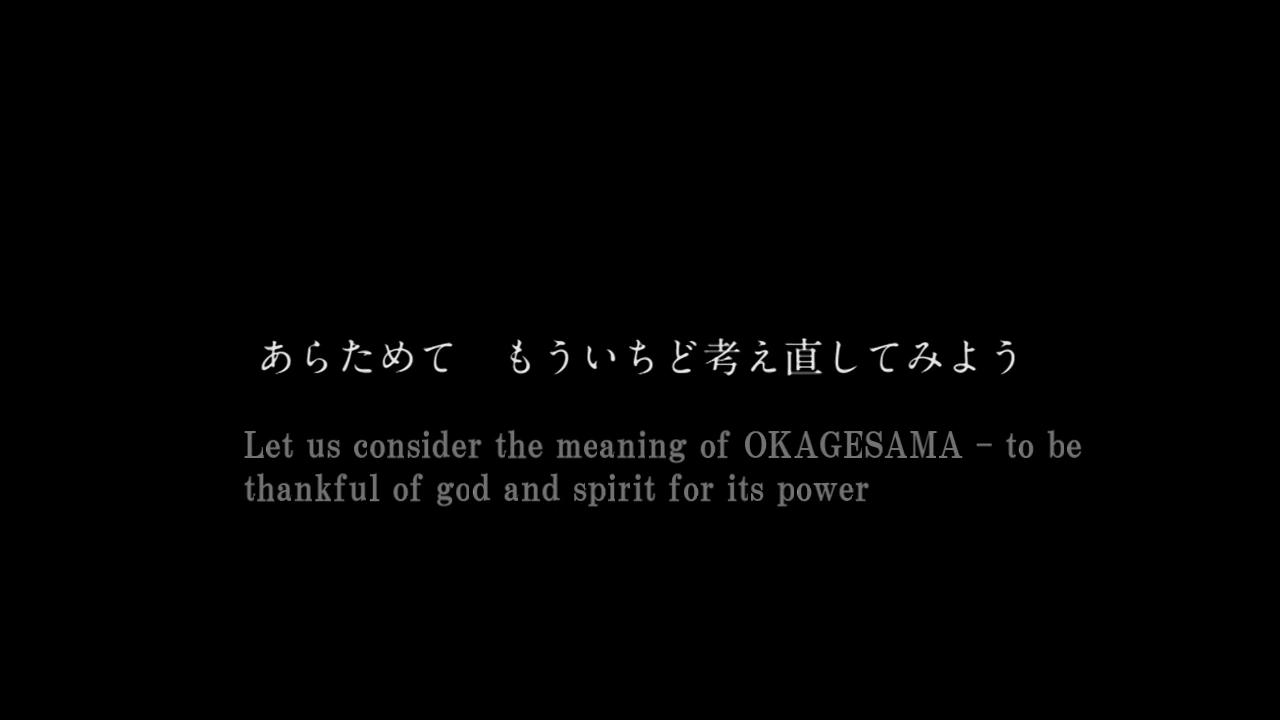 あらためて　もういちど考え直してみよう
Let us consider the meaning of OKAGESAMA - to be
thankful of god and spirit for its power